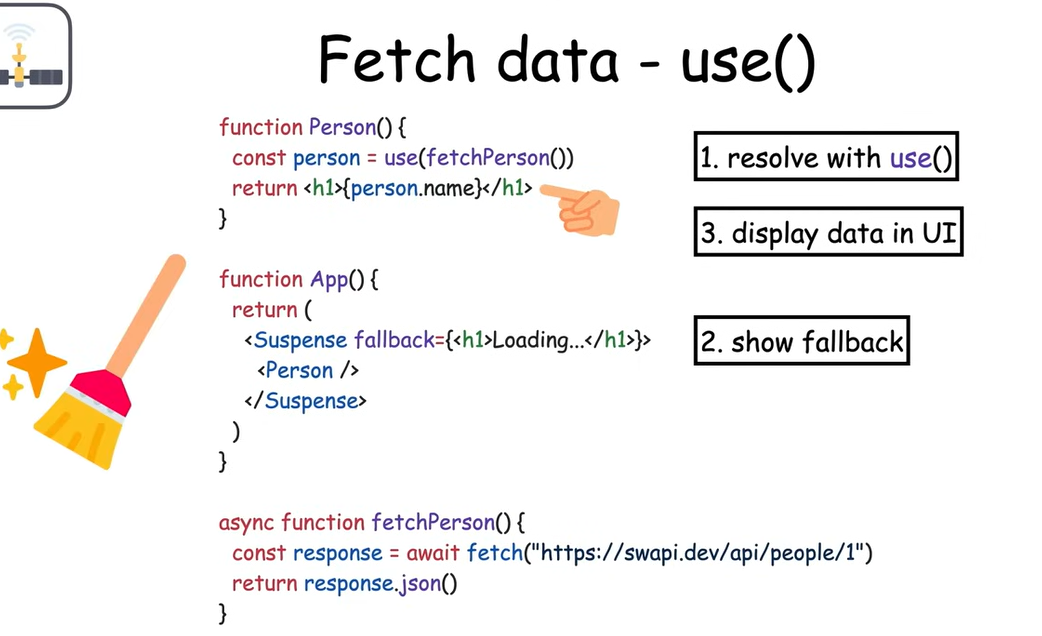 Fetch data - use()
function Person() {
  const person = use(fetchPerson())
  return <h1>{person.name}</h1>
}
1. resolve with use()
3. display data in UI
function App() {
  return (
    <Suspense fallback={<h1>Loading...</h1>}>
      <Person />
    </Suspense>
  )
}
2. show fallback
async function fetchPerson() {
  const response = await fetch("https://swapi.dev/api/people/1")
  return response.json()
}